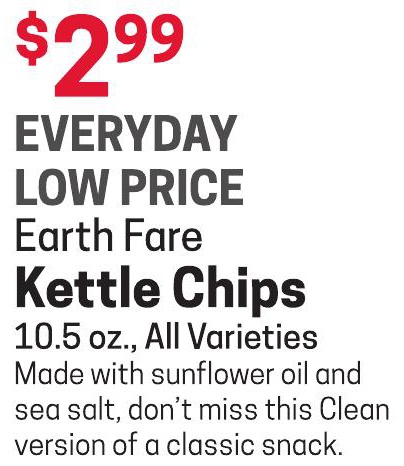 $2.99
EVERYDAY
LOW PRICE
Earth Fare
Kettle Chips
10.5 oz., All Varieties
Made with sunflower oil and
sea salt, don’t miss this Clean
version of a classic snack.